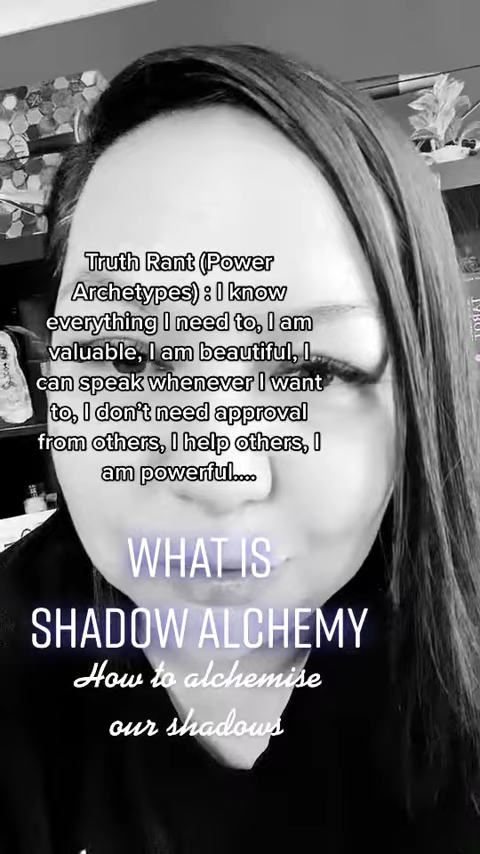 Truth Rant (Power
Archetypes) : I know
everything I need to, I am
valuable, I am beautiful, I
can speak whenever I want
to, I don't need approval
from others, I help others, I
am powerful....
WHAT IS
SHADOW ALCHEMY
How to alchemise
our shadows
TAROT